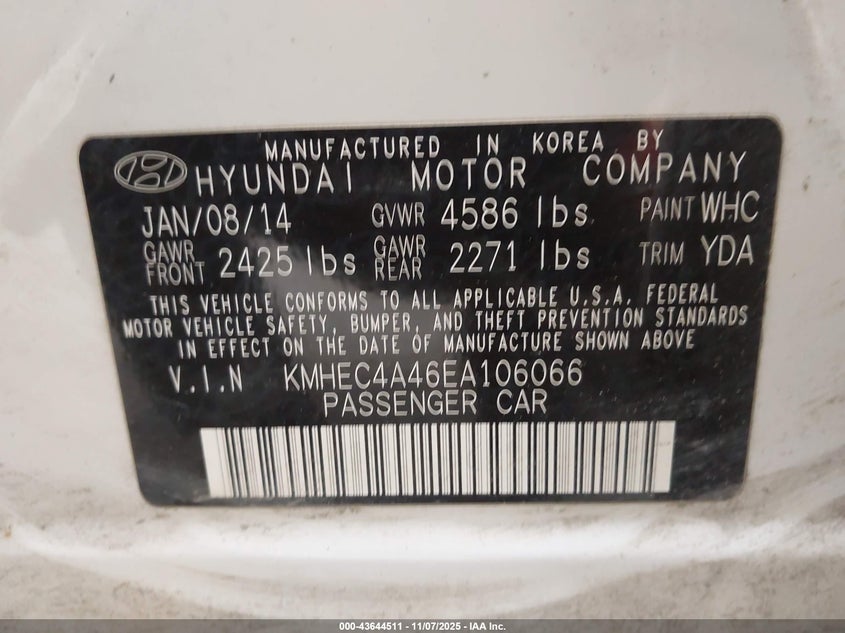 MANUFACTURED IN KOREA BY
HYUNDAI MOTOR COMPANY
JAN/08/14 GVWR 4586 lbs PAINT WHC
GAWR FRONT 2425 lbs GAWR REAR 2271 lbs TRIM YDA
THIS VEHICLE CONFORMS TO ALL APPLICABLE U.S.A. FEDERAL
MOTOR VEHICLE SAFETY, BUMPER, AND THEFT PREVENTION STANDARDS
IN EFFECT ON THE DATE OF MANUFACTURE SHOWN ABOVE
V.I.N KMHEC4A46EA106066
PASSENGER CAR
000-43644511 — 11/07/2025 — IAA Inc.